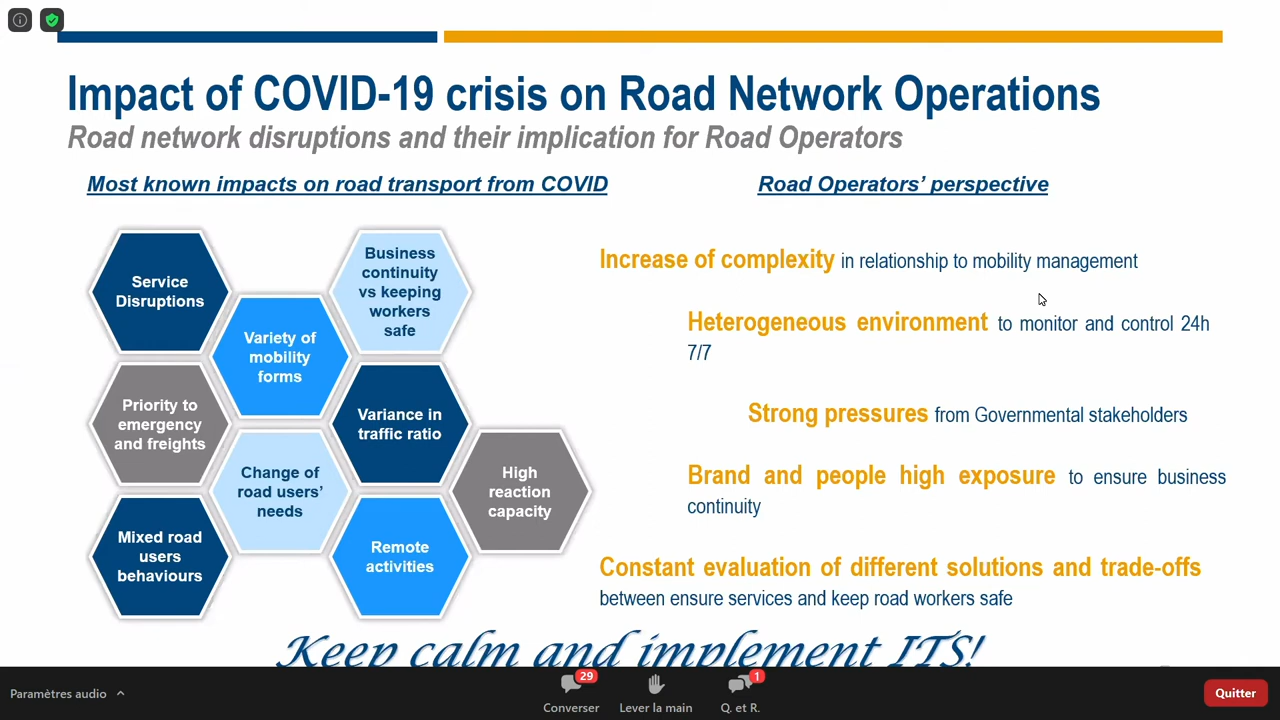 Impact of COVID-19 crisis on Road Network Operations
Road network disruptions and their implication for Road Operators
Most known impacts on road transport from COVID
Service
Disruptions
Business
continuity
vs keeping
workers
safe
Variety of
mobility
forms
Priority to
emergency
and freights
Variance in
traffic ratio
Change of
road users’
needs
High
reaction
capacity
Mixed road
users
behaviours
Remote
activities
Road Operators’ perspective
Increase of complexity in relationship to mobility management
Heterogeneous environment to monitor and control 24h
7/7
Strong pressures from Governmental stakeholders
Brand and people high exposure to ensure business
continuity
Constant evaluation of different solutions and trade-offs
between ensure services and keep road workers safe
Keep calm and implement ITS!
Paramètres audio
29
Converser
Lever la main
1
Q. et R.
Quitter